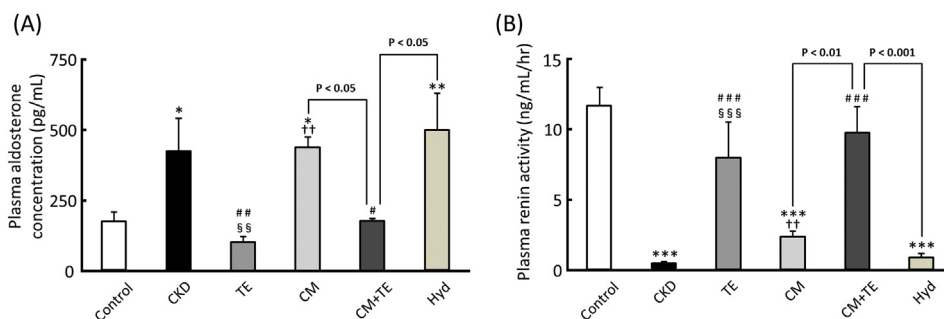 (A)
Plasma aldosterone
concentration (pg/mL)
750
500
250
0
P < 0.05
P < 0.05
*
# #
§ §
*
††
#
**
Control
CKD
TE
CM
CM+TE
Hyd
(B)
Plasma renin activity (ng/mL/hr)
15
10
5
0
P < 0.01
P < 0.001
***
# # #
§ § §
***
††
# # #
***
Control
CKD
TE
CM
CM+TE
Hyd